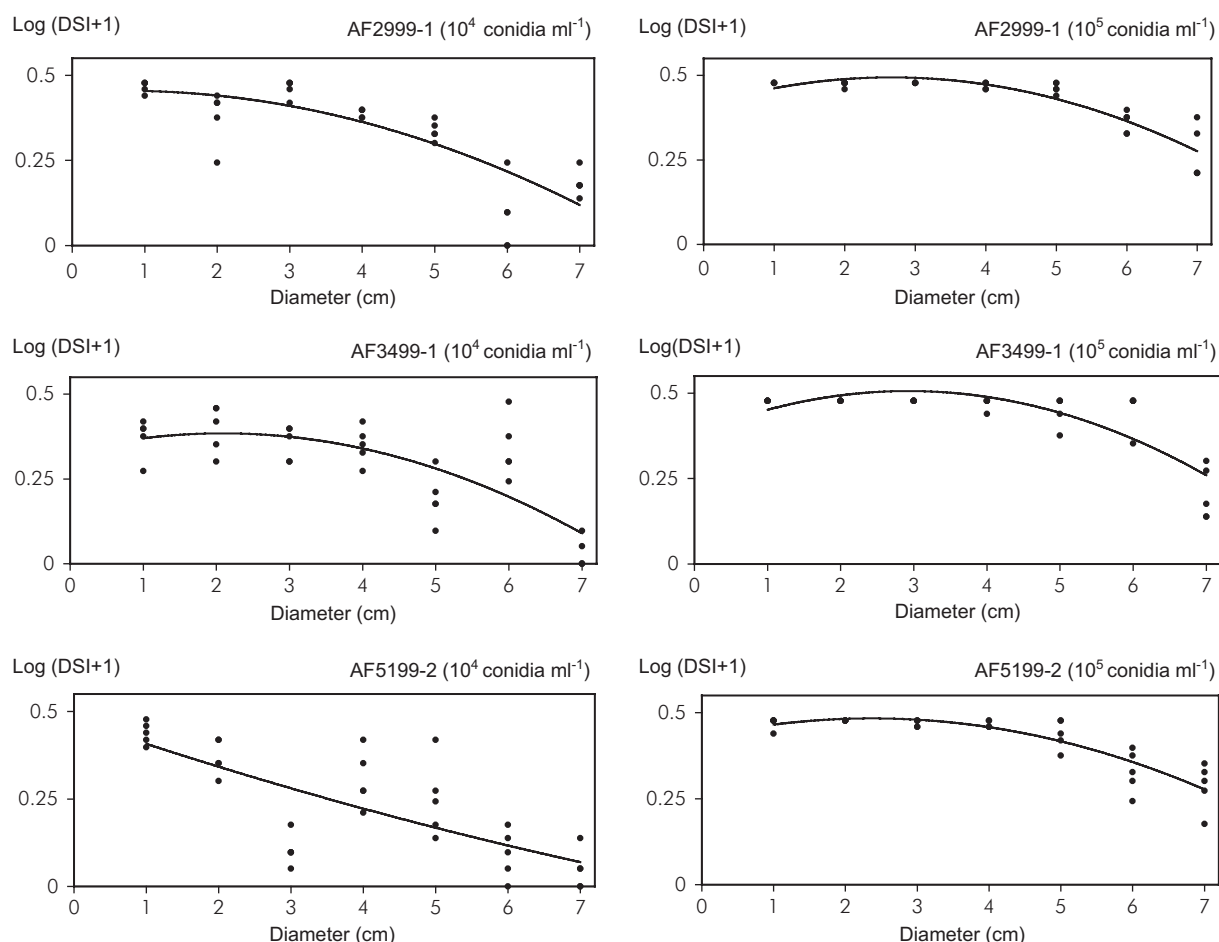 Log (DSI+1) AF2999-1 (10⁴ conidia ml⁻¹)
0.5
0.25
0
0 1 2 3 4 5 6 7
Diameter (cm)
Log (DSI+1) AF2999-1 (10⁵ conidia ml⁻¹)
0.5
0.25
0
0 1 2 3 4 5 6 7
Diameter (cm)
Log (DSI+1) AF3499-1 (10⁴ conidia ml⁻¹)
0.5
0.25
0
0 1 2 3 4 5 6 7
Diameter (cm)
Log(DSI+1) AF3499-1 (10⁵ conidia ml⁻¹)
0.5
0.25
0
0 1 2 3 4 5 6 7
Diameter (cm)
Log (DSI+1) AF5199-2 (10⁴ conidia ml⁻¹)
0.5
0.25
0
0 1 2 3 4 5 6 7
Diameter (cm)
Log (DSI+1) AF5199-2 (10⁵ conidia ml⁻¹)
0.5
0.25
0
0 1 2 3 4 5 6 7
Diameter (cm)